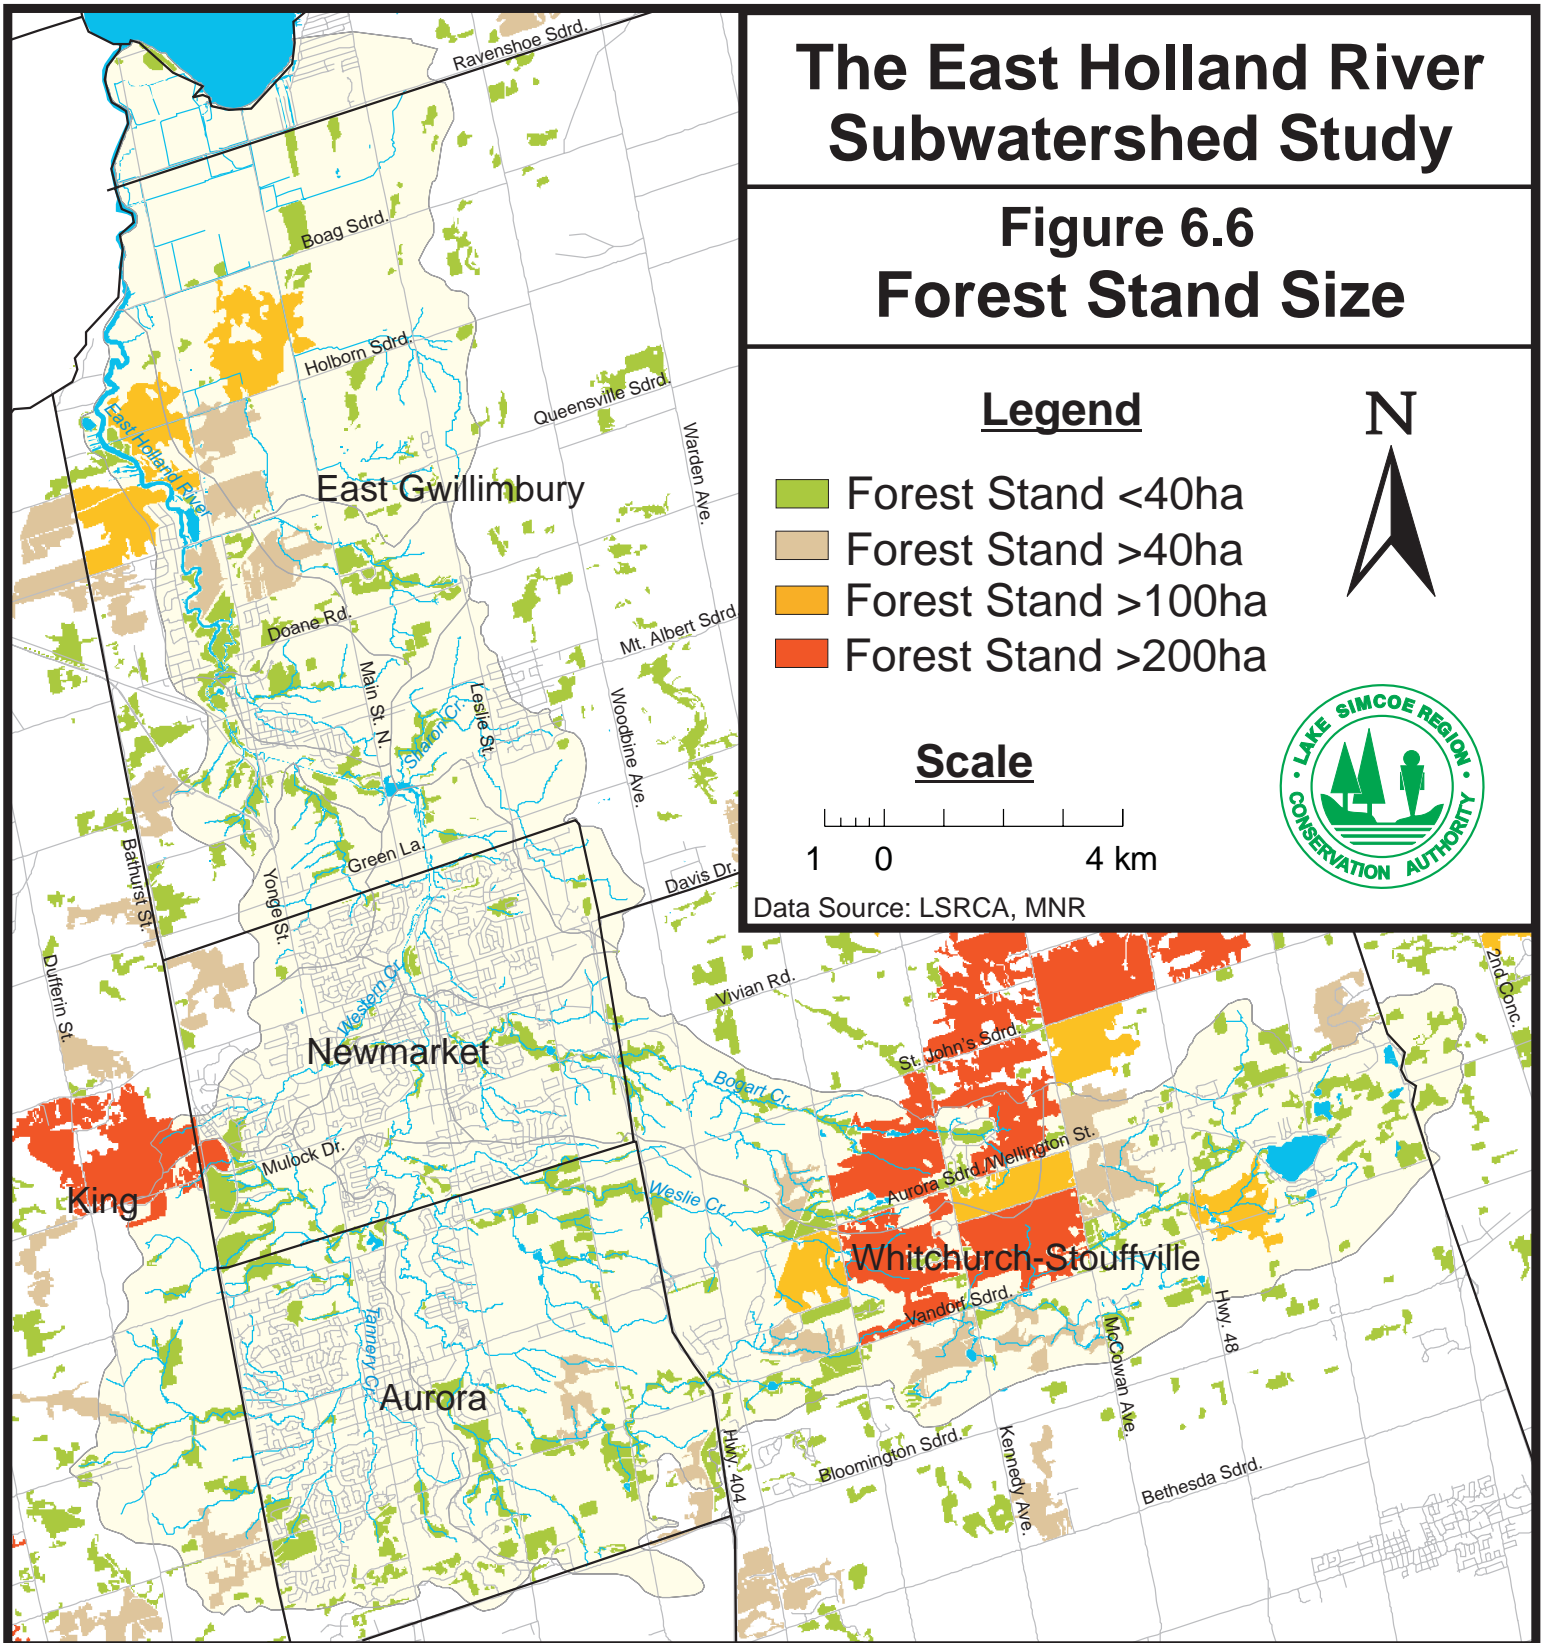 The East Holland River
Subwatershed Study
Figure 6.6
Forest Stand Size
Legend
N
Forest Stand <40ha
Forest Stand >40ha
Forest Stand >100ha
Forest Stand >200ha
Scale
1 0 4 km
Data Source: LSRCA, MNR
LAKE SIMCOE REGION
CONSERVATION AUTHORITY
Ravenshoe Sdrd.
Boag Sdrd.
Holborn Sdrd.
Queensville Sdrd.
Warden Ave.
East Holland River
East Gwillimbury
Doane Rd.
Mt. Albert Sdrd.
Main St. N.
Leslie St.
Sharon Cr.
Woodbine Ave.
Bathurst St.
Green La.
Yonge St.
Davis Dr.
Dufferin St.
Western Cr.
Vivian Rd.
2nd Conc.
Newmarket
St. John's Sdrd.
Bogart Cr.
Mulock Dr.
Aurora Sdrd./Wellington St.
King
Weslie Cr.
Whitchurch-Stouffville
Vandorf Sdrd.
Hwy. 48
McCowan Ave.
Tannery Cr.
Aurora
Hwy. 404
Bloomington Sdrd.
Kennedy Ave.
Bethesda Sdrd.